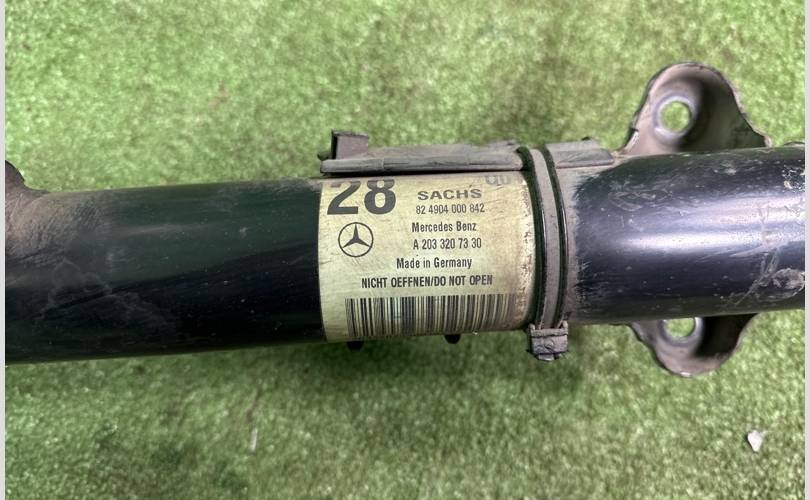 28
SACHS
82 4904 000 842
Mercedes Benz
A 203 320 73 30
Made in Germany
NICHT OEFFNEN/DO NOT OPEN